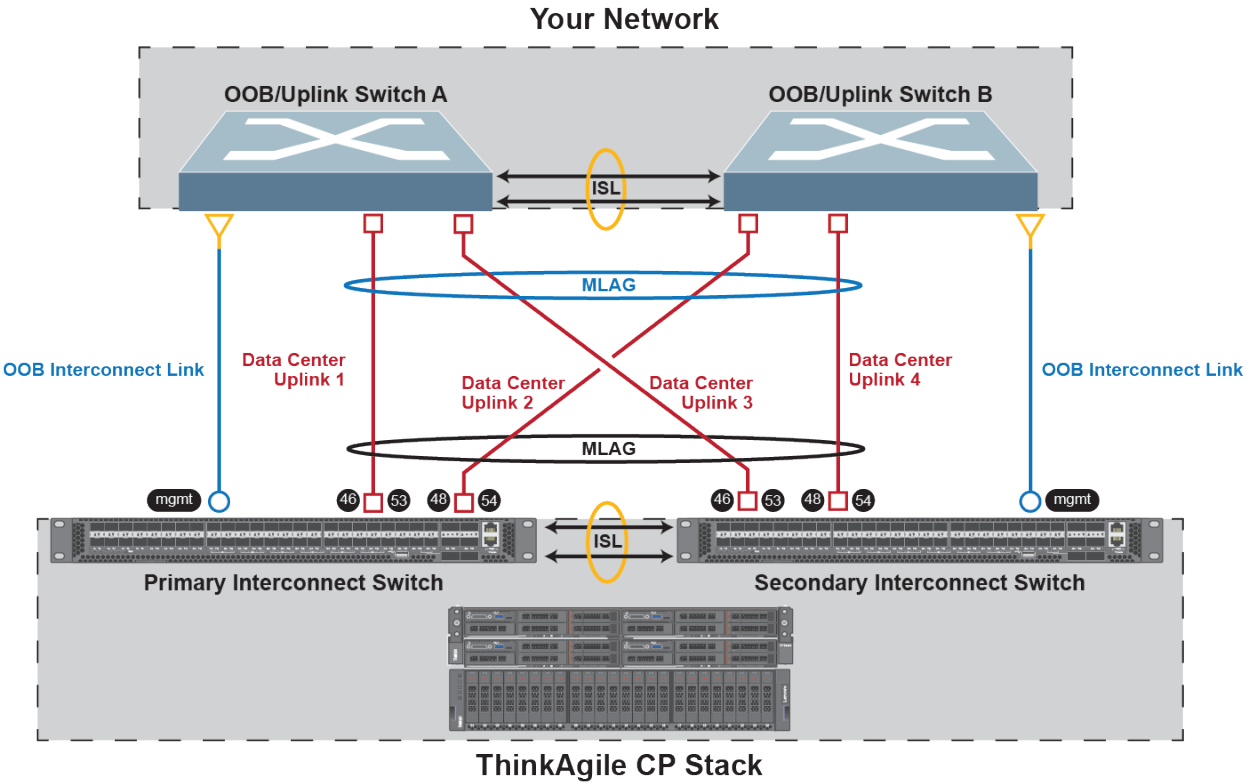 Your Network
OOB/Uplink Switch A
OOB/Uplink Switch B
ISL
MLAG
OOB Interconnect Link
Data Center
Uplink 1
Data Center
Uplink 2
Data Center
Uplink 3
Data Center
Uplink 4
OOB Interconnect Link
MLAG
mgmt
46
53
48
54
46
53
48
54
mgmt
ISL
Primary Interconnect Switch
Secondary Interconnect Switch
ThinkAgile CP Stack